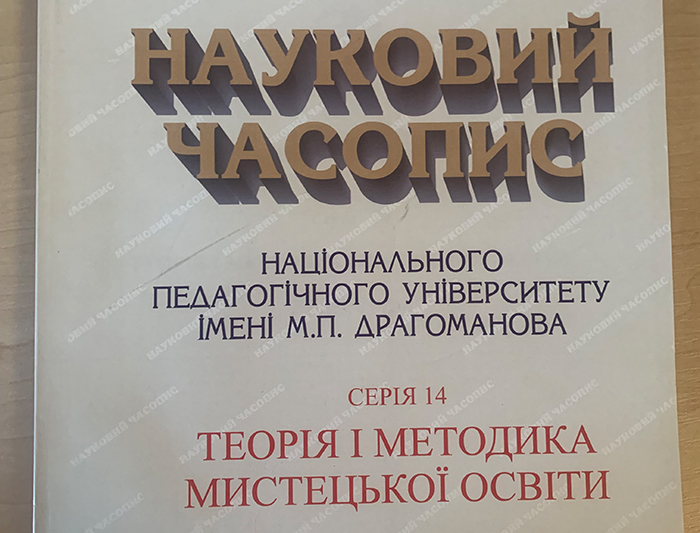 НАУКОВИЙ
ЧАСОПИС
НАЦІОНАЛЬНОГО
ПЕДАГОГІЧНОГО УНІВЕРСИТЕТУ
ІМЕНІ М.П. ДРАГОМАНОВА
СЕРІЯ 14
ТЕОРІЯ І МЕТОДИКА
МИСТЕЦЬКОЇ ОСВІТИ